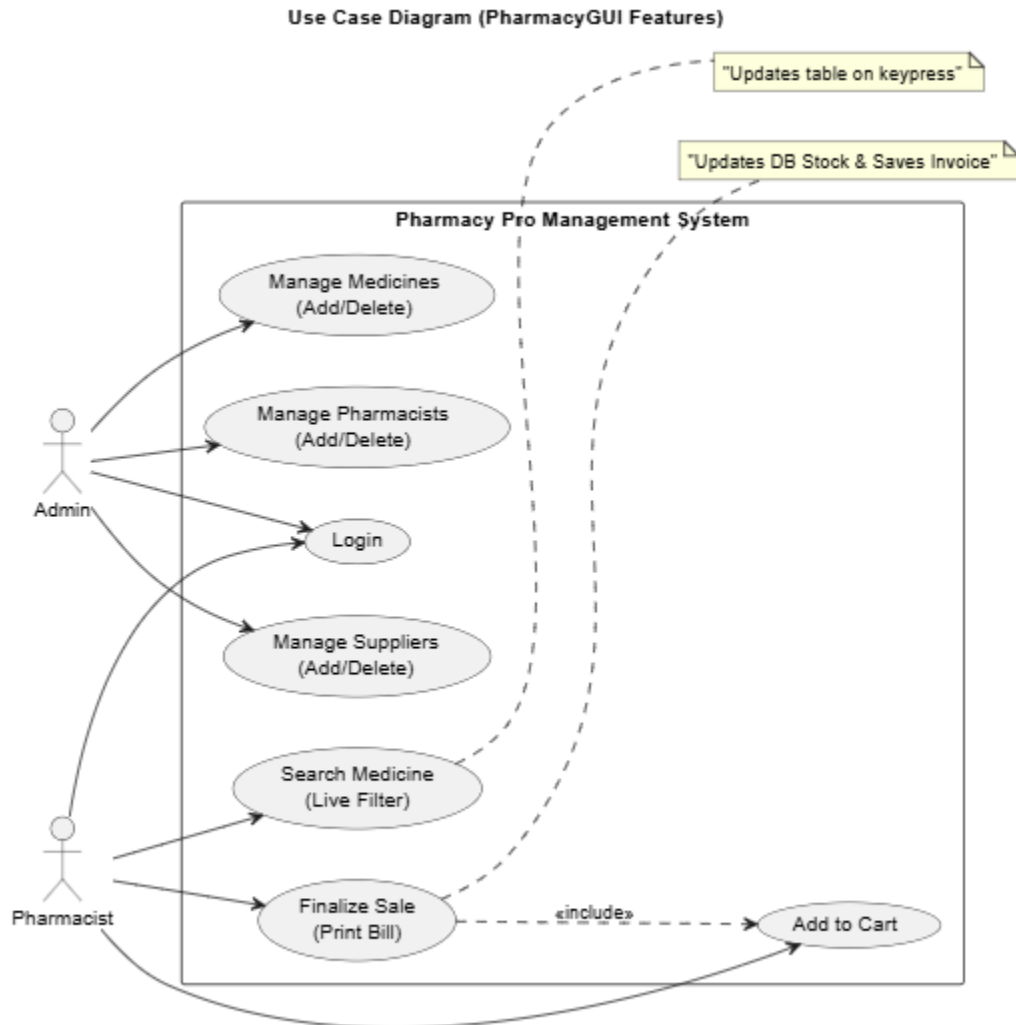 Use Case Diagram (PharmacyGUI Features)
"Updates table on keypress"
"Updates DB Stock & Saves Invoice"
Pharmacy Pro Management System
Manage Medicines
(Add/Delete)
Manage Pharmacists
(Add/Delete)
Admin
Login
Manage Suppliers
(Add/Delete)
Search Medicine
(Live Filter)
Pharmacist
Finalize Sale
(Print Bill)
«include»
Add to Cart